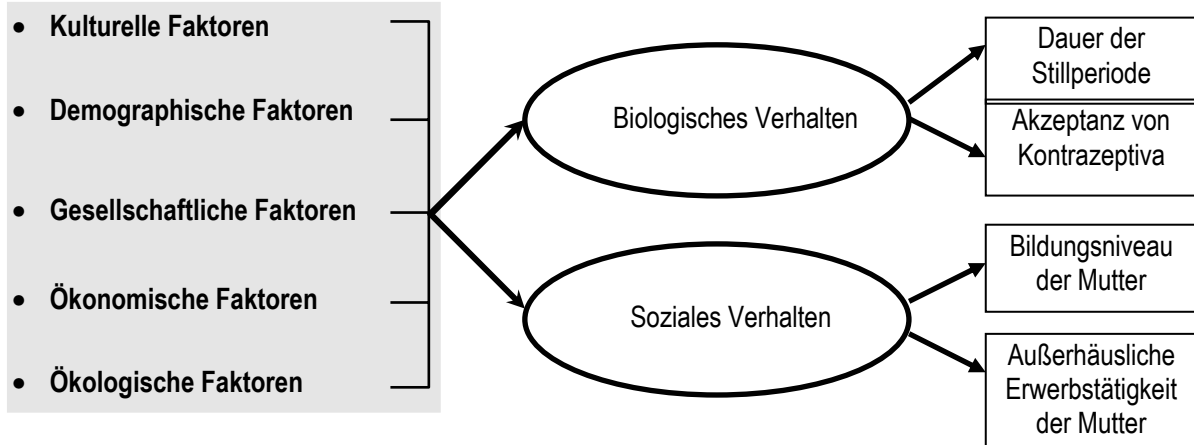 • Kulturelle Faktoren
• Demographische Faktoren
• Gesellschaftliche Faktoren
• Ökonomische Faktoren
• Ökologische Faktoren
Biologisches Verhalten
Soziales Verhalten
Dauer der
Stillperiode
Akzeptanz von
Kontrazeptiva
Bildungsniveau
der Mutter
Außerhäusliche
Erwerbstätigkeit
der Mutter